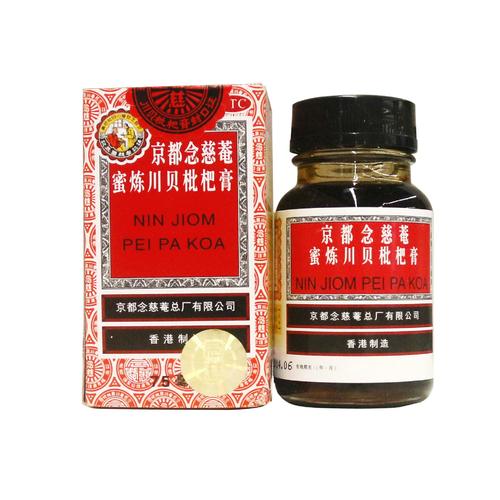 TC
京都念慈菴
蜜炼川贝枇杷膏
NIN JIOM
PEI PA KOA
京都念慈菴总厂有限公司
香港制
京都念慈菴
蜜炼川贝枇杷膏
NIN JIOM PEI PA KOA
京都念慈菴总厂有限公司
香港制造